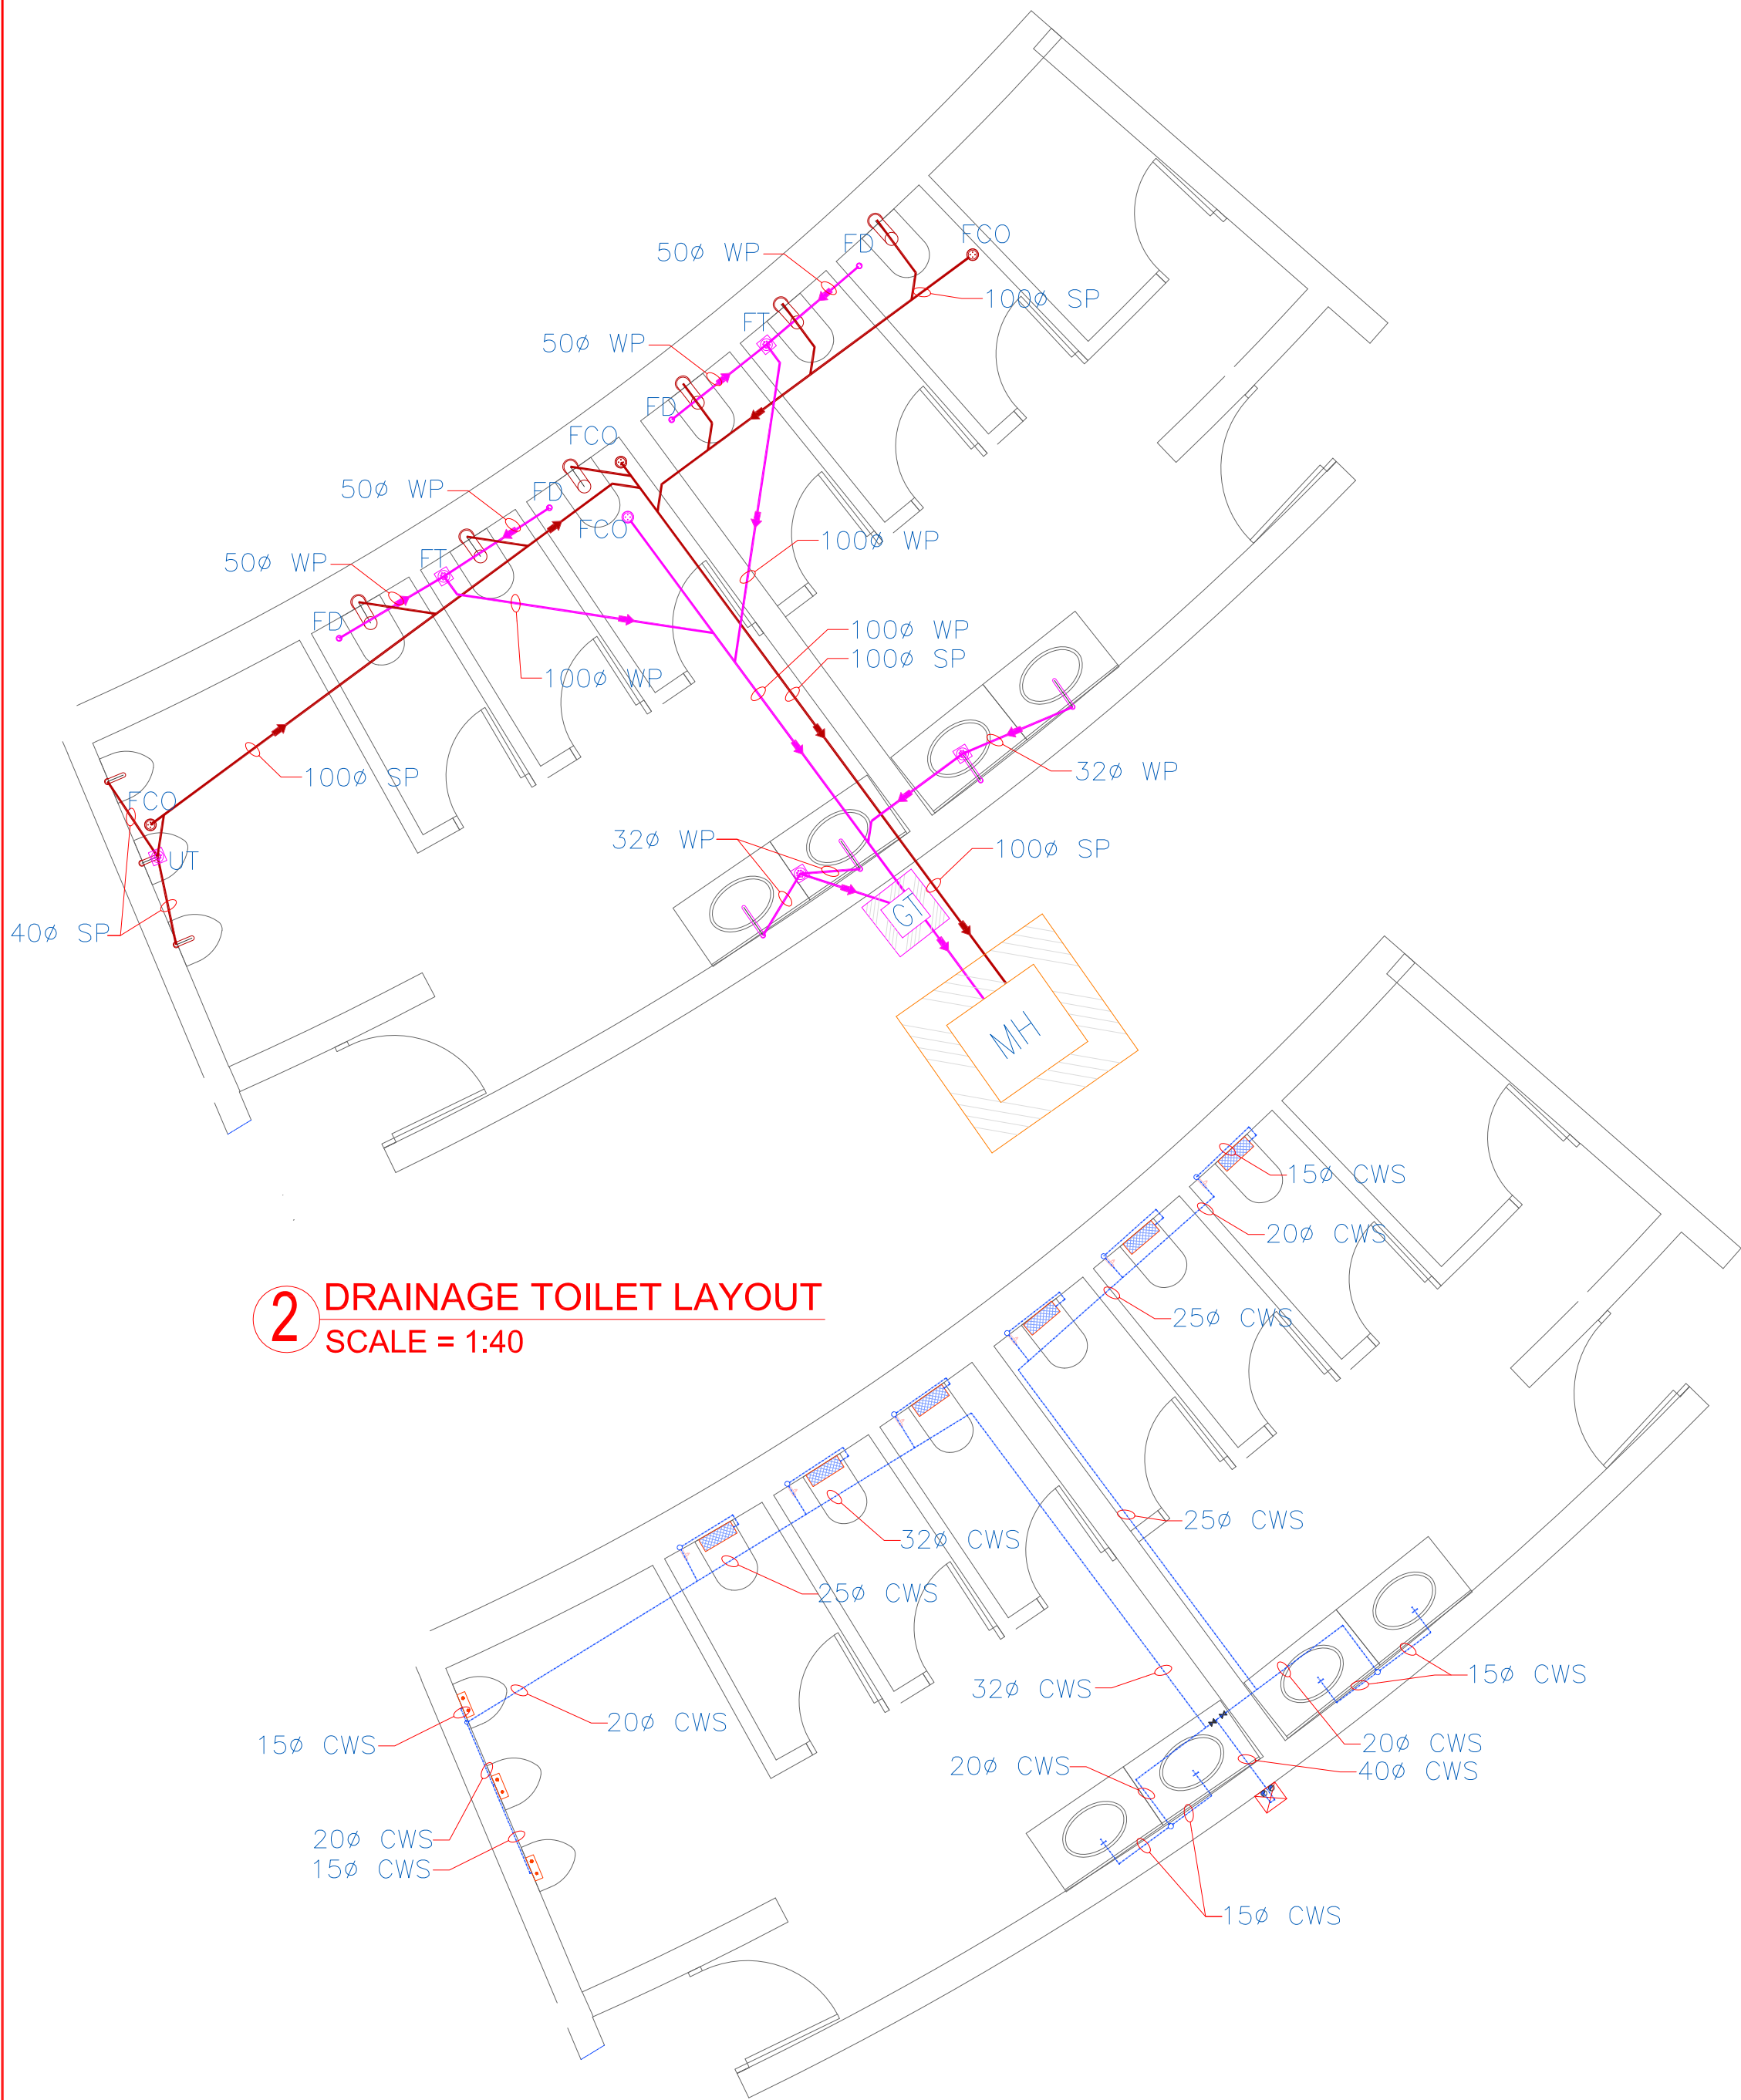 FCO
FD
50ø WP
100ø SP
FT
50ø WP
FD
FCO
50ø WP
FD
FCO
100ø WP
FT
50ø WP
FD
100ø WP
100ø SP
100ø WP
32ø WP
100ø SP
FCO
32ø WP
100ø SP
UT
GT
40ø SP
MH
15ø CWS
20ø CWS
2
DRAINAGE TOILET LAYOUT
SCALE = 1:40
25ø CWS
25ø CWS
32ø CWS
25ø CWS
15ø CWS
32ø CWS
20ø CWS
15ø CWS
20ø CWS
20ø CWS
40ø CWS
20ø CWS
15ø CWS
15ø CWS